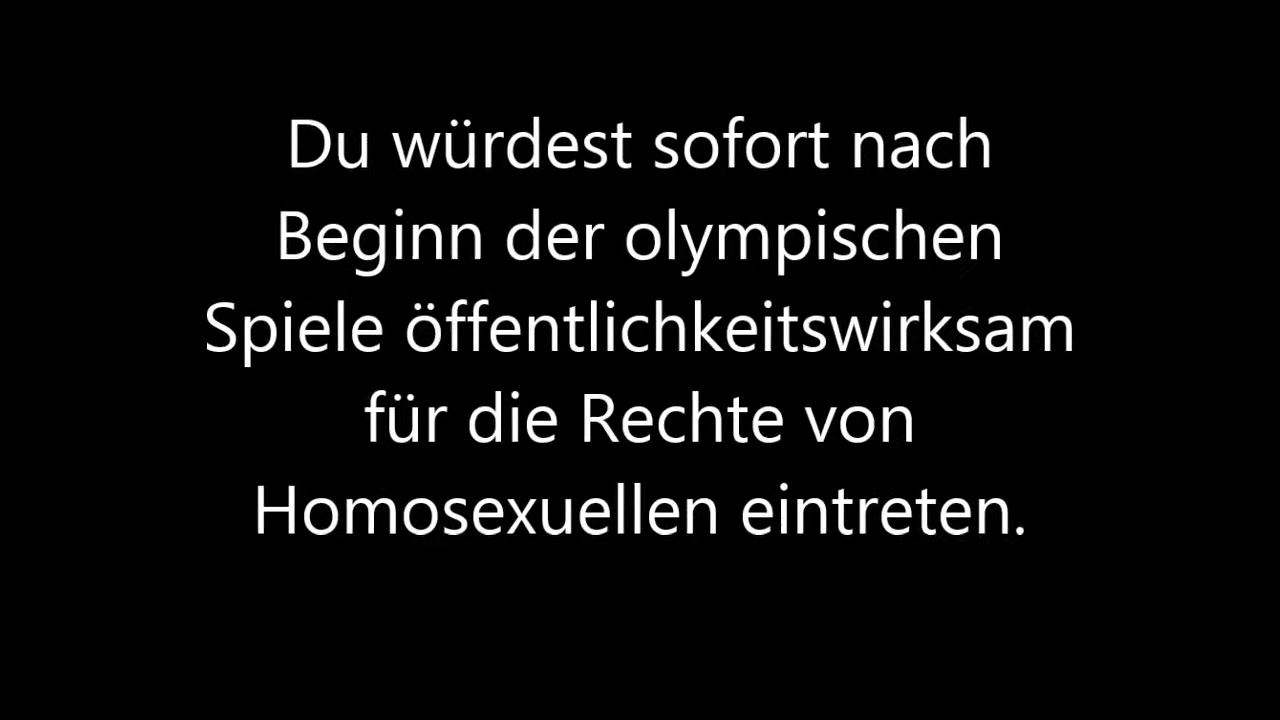 Du würdest sofort nach
Beginn der olympischen
Spiele öffentlichkeitswirksam
für die Rechte von
Homosexuellen eintreten.